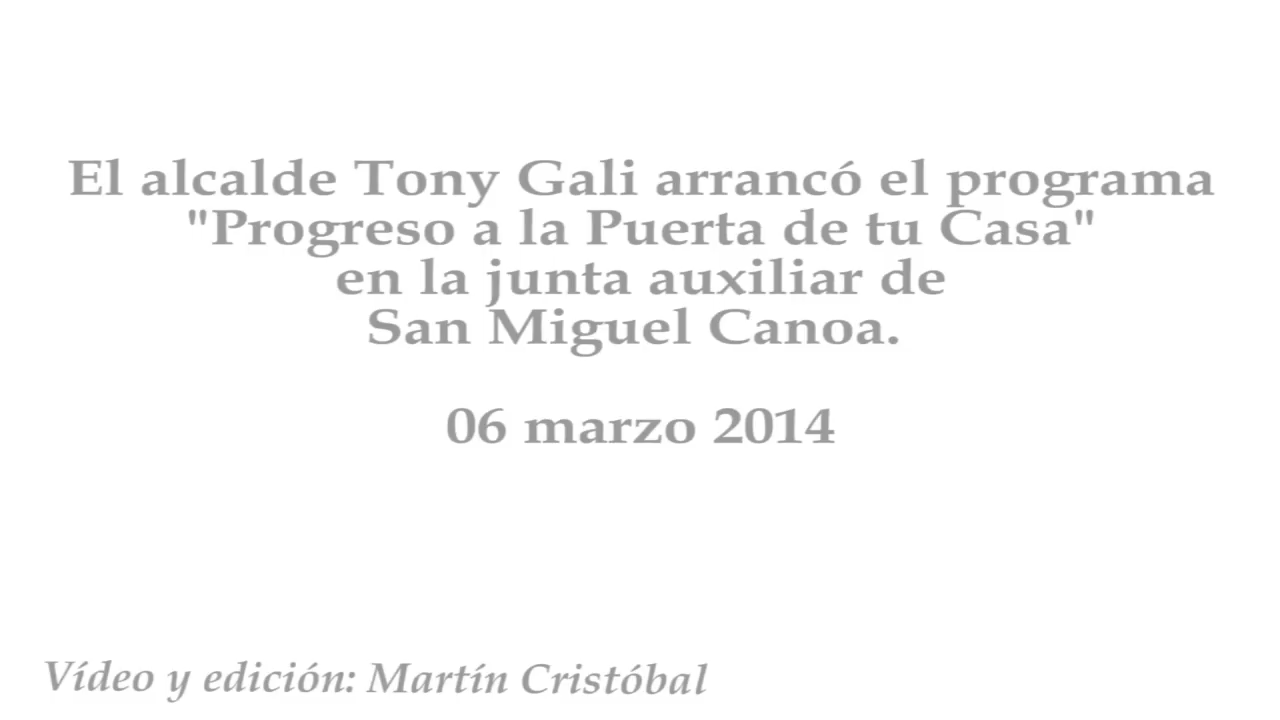 El alcalde Tony Gali arrancó el programa
"Progreso a la Puerta de tu Casa"
en la junta auxiliar de
San Miguel Canoa.
06 marzo 2014
Vídeo y edición: Martín Cristóbal